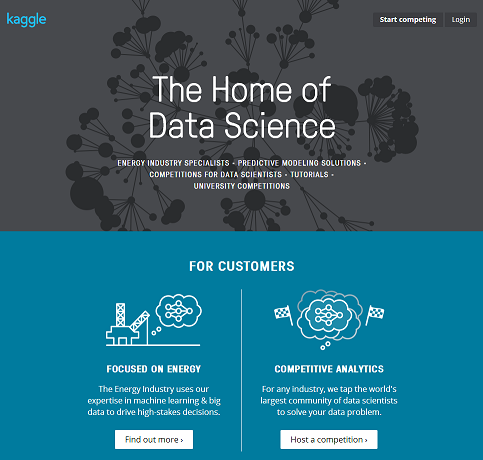 kaggle
Start competing
Login
The Home of
Data Science
ENERGY INDUSTRY SPECIALISTS • PREDICTIVE MODELING SOLUTIONS •
COMPETITIONS FOR DATA SCIENTISTS • TUTORIALS •
UNIVERSITY COMPETITIONS
FOR CUSTOMERS
FOCUSED ON ENERGY
The Energy Industry uses our
expertise in machine learning & big
data to drive high-stakes decisions.
Find out more ›
COMPETITIVE ANALYTICS
For any industry, we tap the world's
largest community of data scientists
to solve your data problem.
Host a competition ›